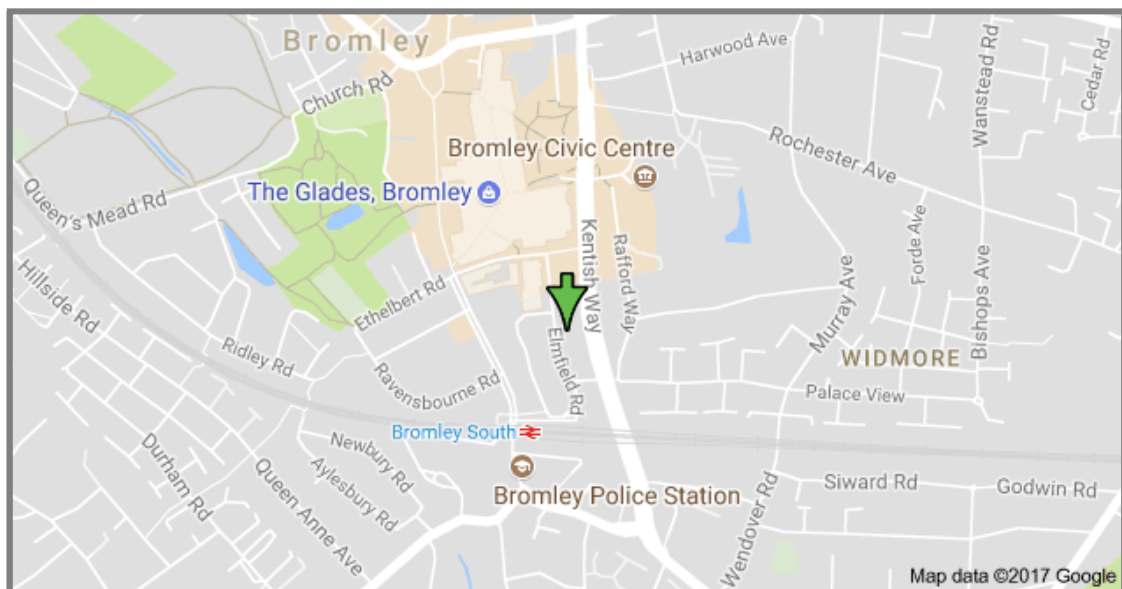 Bromley
Harwood Ave
Wanstead Rd
Cedar Rd
Church Rd
Bromley Civic Centre
Rochester Ave
Queen's Mead Rd
The Glades, Bromley
Kentish Way
Rafford Way
Forde Ave
Hillside Rd
Ethelbert Rd
Murray Ave
Bishops Ave
Ridley Rd
Elmfield Rd
WIDMORE
Ravensbourne Rd
Palace View
Bromley South
Newbury Rd
Durham Rd
Aylesbury Rd
Queen Anne Ave
Bromley Police Station
Wendover Rd
Siward Rd
Godwin Rd
Map data ©2017 Google